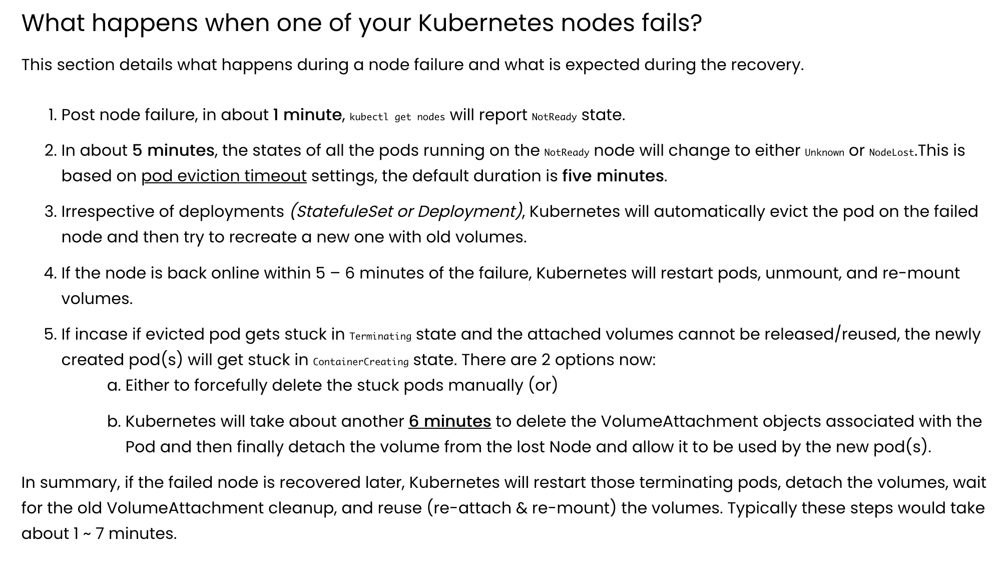 What happens when one of your Kubernetes nodes fails?
This section details what happens during a node failure and what is expected during the recovery.
1. Post node failure, in about 1 minute, kubectl get nodes will report NotReady state.
2. In about 5 minutes, the states of all the pods running on the NotReady node will change to either Unknown or NodeLost.This is
based on pod eviction timeout settings, the default duration is five minutes.
3. Irrespective of deployments (StatefuleSet or Deployment), Kubernetes will automatically evict the pod on the failed
node and then try to recreate a new one with old volumes.
4. If the node is back online within 5 – 6 minutes of the failure, Kubernetes will restart pods, unmount, and re-mount
volumes.
5. If incase if evicted pod gets stuck in Terminating state and the attached volumes cannot be released/reused, the newly
created pod(s) will get stuck in ContainerCreating state. There are 2 options now:
a. Either to forcefully delete the stuck pods manually (or)
b. Kubernetes will take about another 6 minutes to delete the VolumeAttachment objects associated with the
Pod and then finally detach the volume from the lost Node and allow it to be used by the new pod(s).
In summary, if the failed node is recovered later, Kubernetes will restart those terminating pods, detach the volumes, wait
for the old VolumeAttachment cleanup, and reuse (re-attach & re-mount) the volumes. Typically these steps would take
about 1 ~ 7 minutes.